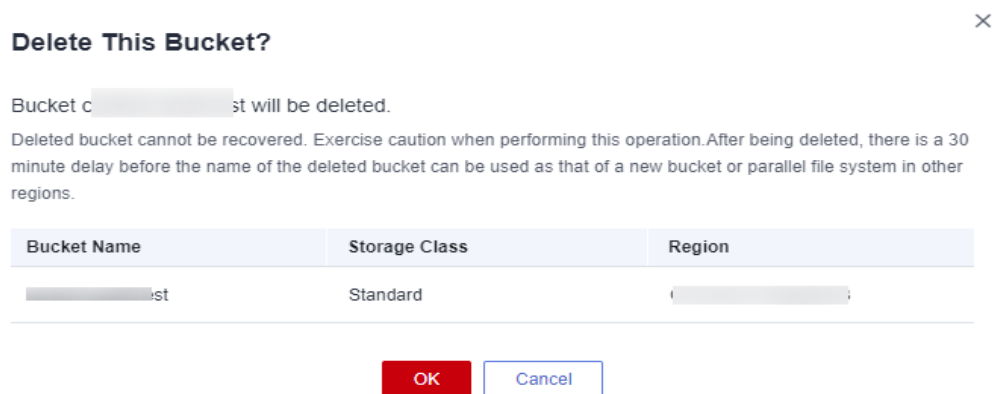 Delete This Bucket?
Bucket c st will be deleted.
Deleted bucket cannot be recovered. Exercise caution when performing this operation.After being deleted, there is a 30
minute delay before the name of the deleted bucket can be used as that of a new bucket or parallel file system in other
regions.
Bucket Name Storage Class Region
est Standard
OK Cancel